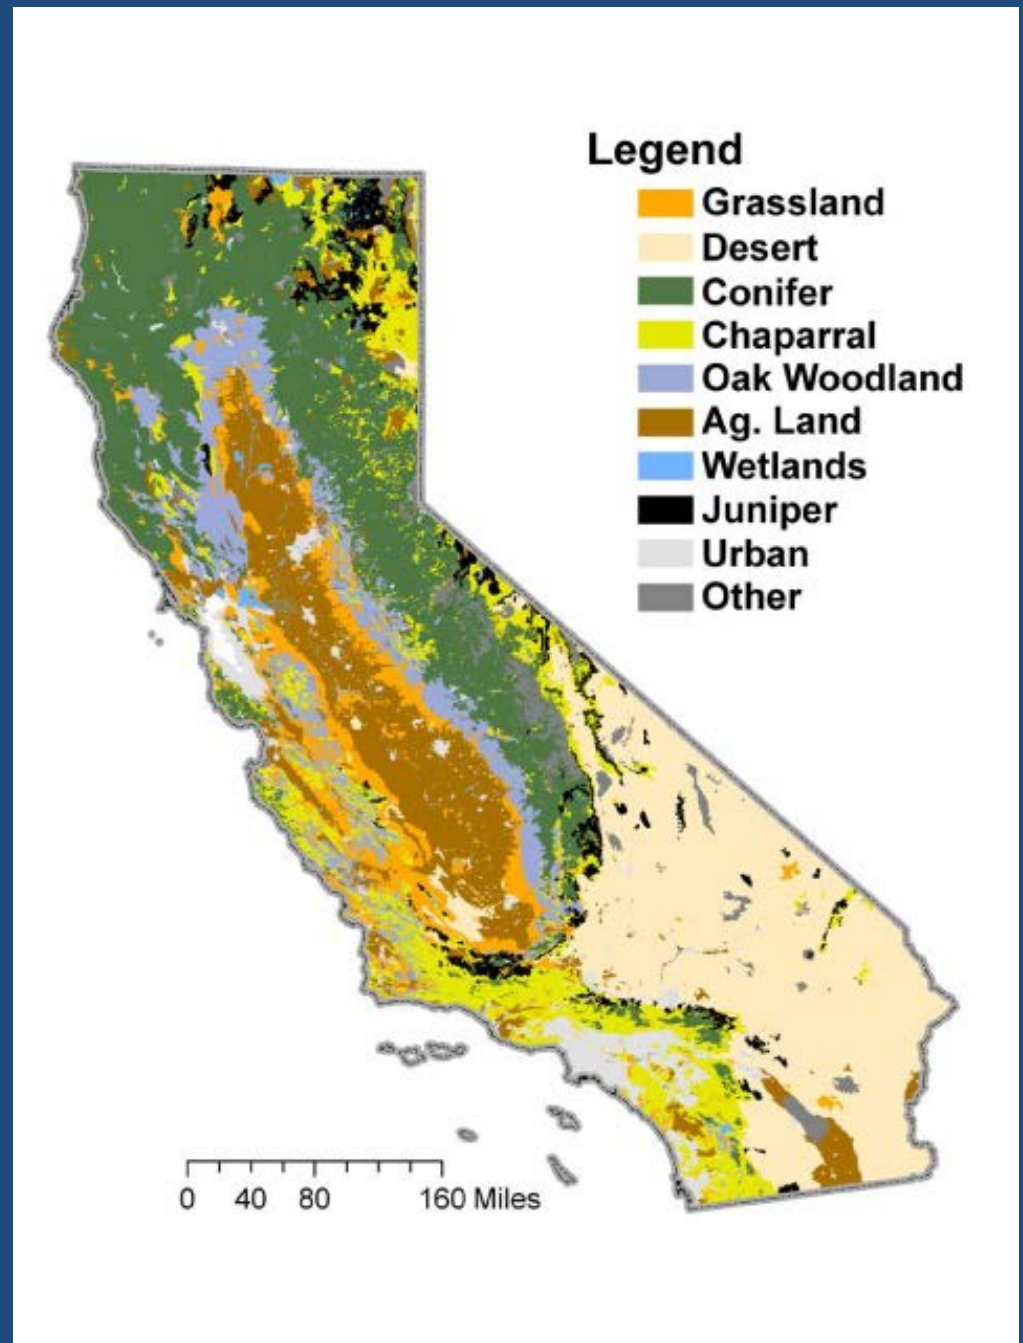 Legend
Grassland
Desert
Conifer
Chaparral
Oak Woodland
Ag. Land
Wetlands
Juniper
Urban
Other
0 40 80 160 Miles